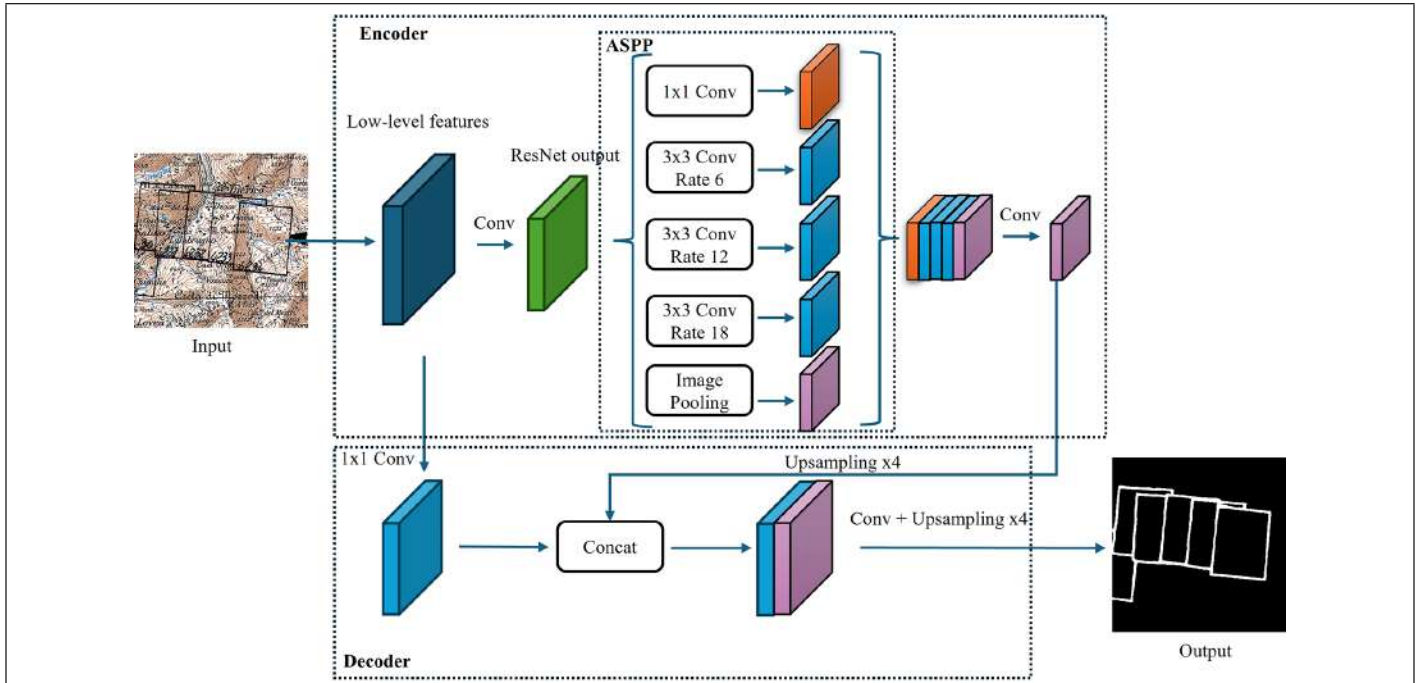 Encoder
ASPP
1x1 Conv
Low-level features
ResNet output
3x3 Conv
Rate 6
Conv
3x3 Conv
Rate 12
Conv
3x3 Conv
Rate 18
Input
Image
Pooling
1x1 Conv
Upsampling x4
Conv + Upsampling x4
Concat
Output
Decoder